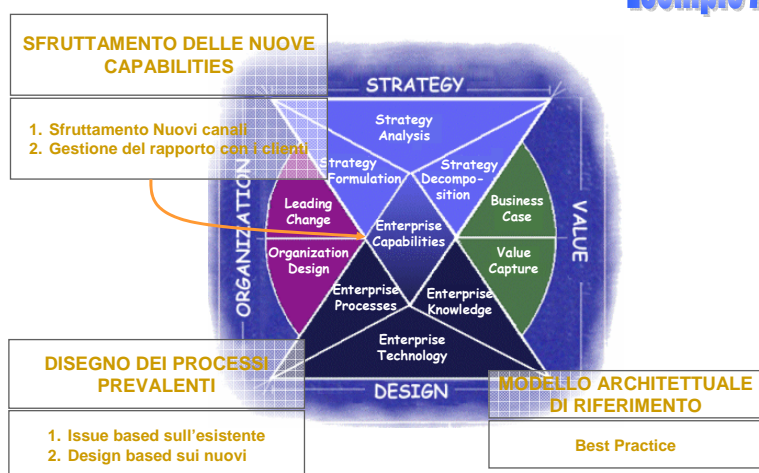 SFRUTTAMENTO DELLE NUOVE
CAPABILITIES
1. Sfruttamento Nuovi canali
2. Gestione del rapporto con i clienti
STRATEGY
Strategy
Analysis
Strategy
Formulation
Strategy
Decompo-
sition
ORGANIZATION
Leading
Change
Organization
Design
Enterprise
Capabilities
Business
Case
Value
Capture
VALUE
Enterprise
Processes
Enterprise
Knowledge
Enterprise
Technology
DESIGN
DISEGNO DEI PROCESSI
PREVALENTI
1. Issue based sull'esistente
2. Design based sui nuovi
MODELLO ARCHITETTUALE
DI RIFERIMENTO
Best Practice